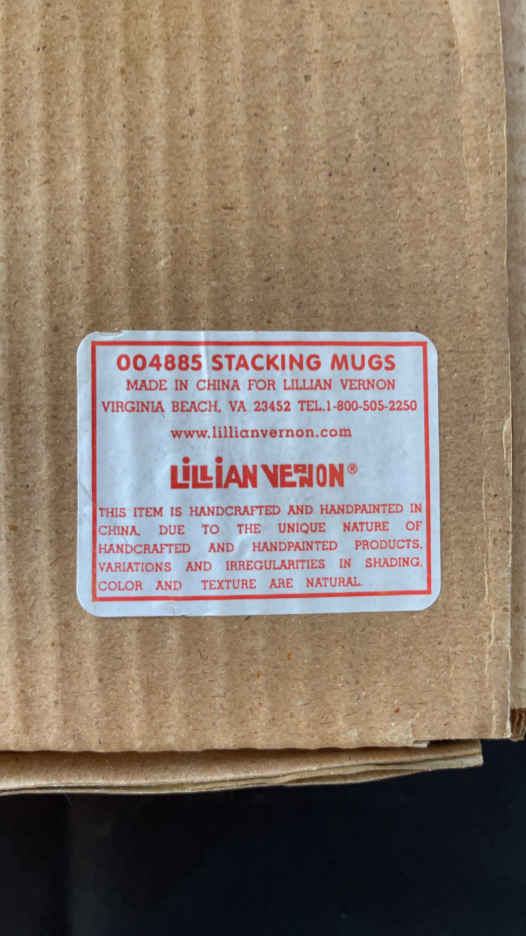 004885 STACKING MUGS
MADE IN CHINA FOR LILLIAN VERNON
VIRGINIA BEACH, VA 23452 TEL.1-800-505-2250
www.lillianvernon.com
LILLIAN VERNON®
THIS ITEM IS HANDCRAFTED AND HANDPAINTED IN
CHINA. DUE TO THE UNIQUE NATURE OF
HANDCRAFTED AND HANDPAINTED PRODUCTS.
VARIATIONS AND IRREGULARITIES IN SHADING.
COLOR AND TEXTURE ARE NATURAL.